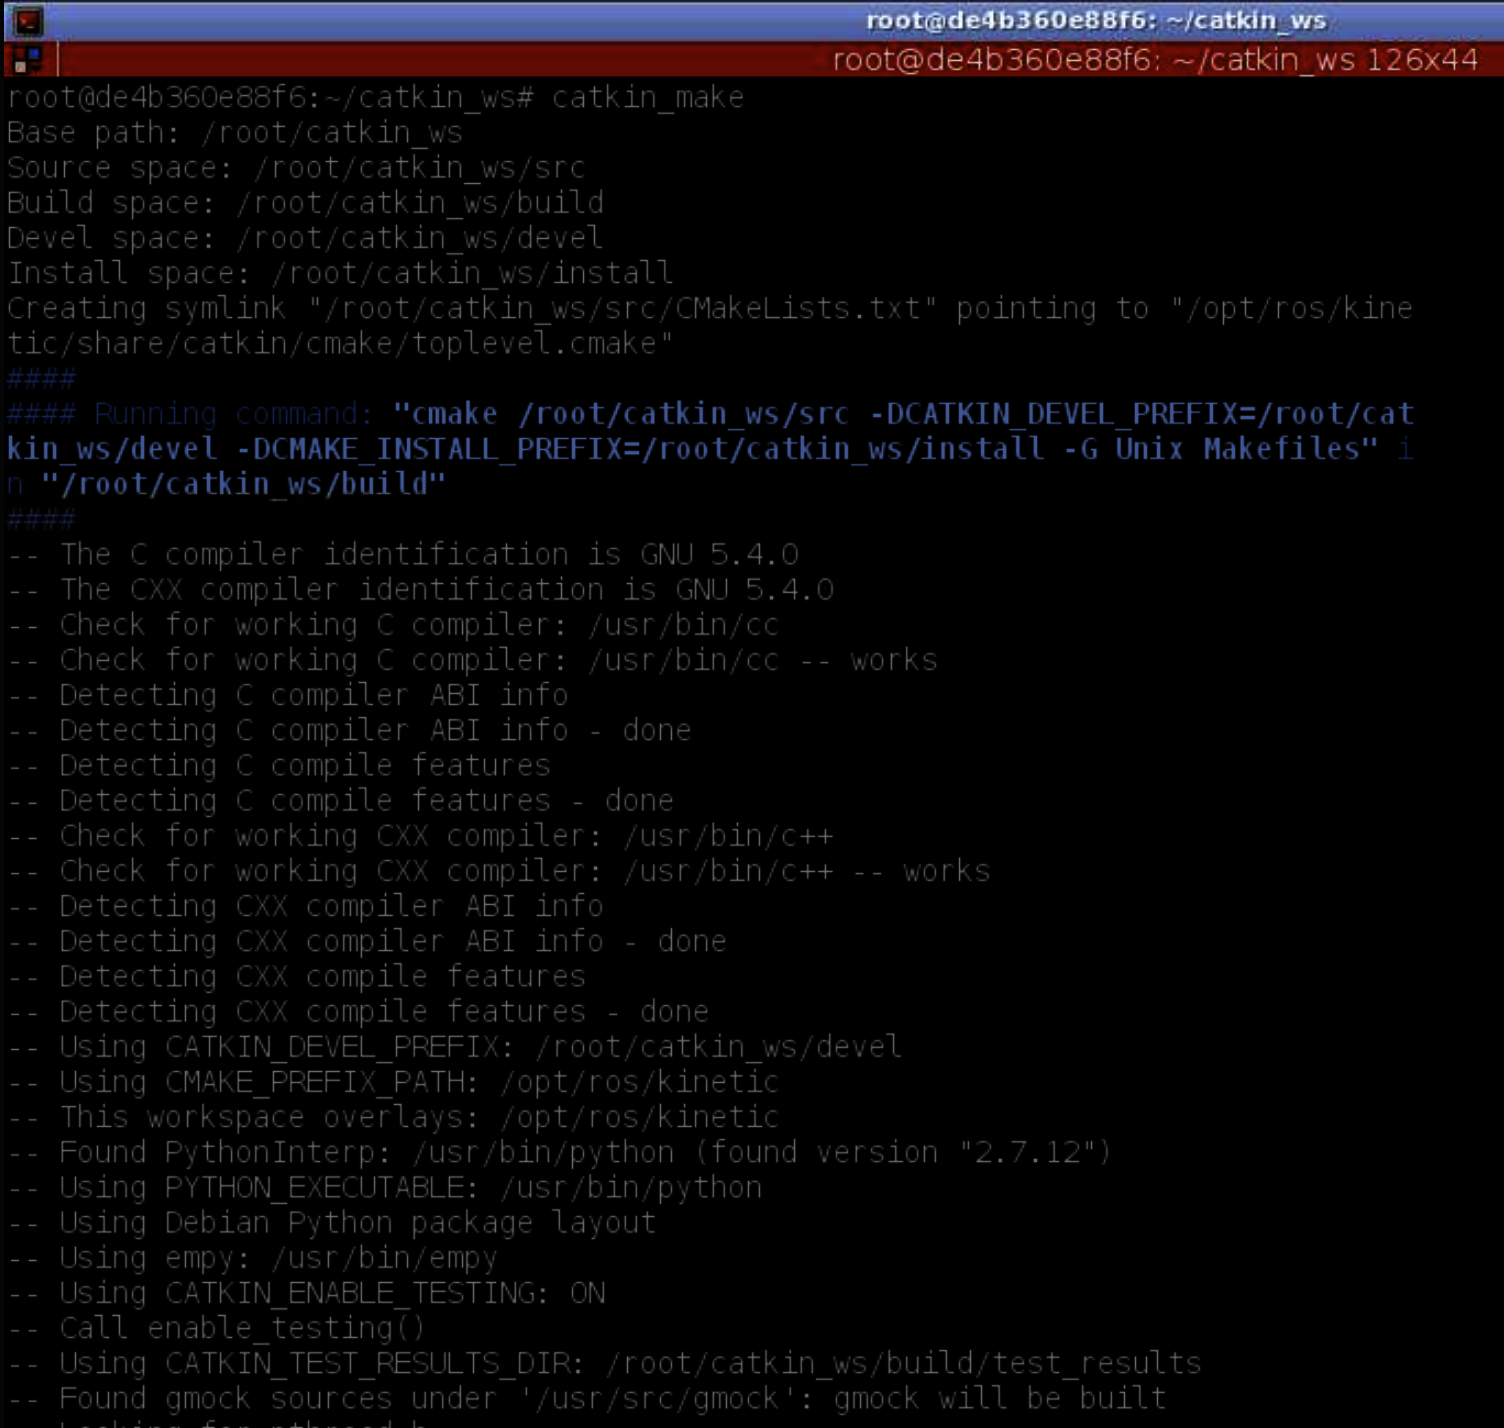 root@de4b360e88f6: ~/catkin_ws
root@de4b360e88f6: ~/catkin_ws 126x44
root@de4b360e88f6:~/catkin_ws# catkin_make
Base path: /root/catkin_ws
Source space: /root/catkin_ws/src
Build space: /root/catkin_ws/build
Devel space: /root/catkin_ws/devel
Install space: /root/catkin_ws/install
Creating symlink "/root/catkin_ws/src/CMakeLists.txt" pointing to "/opt/ros/kine
tic/share/catkin/cmake/toplevel.cmake"
####
#### Running command: "cmake /root/catkin_ws/src -DCATKIN_DEVEL_PREFIX=/root/cat
kin_ws/devel -DCMAKE_INSTALL_PREFIX=/root/catkin_ws/install -G Unix Makefiles" i
n "/root/catkin_ws/build"
####
-- The C compiler identification is GNU 5.4.0
-- The CXX compiler identification is GNU 5.4.0
-- Check for working C compiler: /usr/bin/cc
-- Check for working C compiler: /usr/bin/cc -- works
-- Detecting C compiler ABI info
-- Detecting C compiler ABI info - done
-- Detecting C compile features
-- Detecting C compile features - done
-- Check for working CXX compiler: /usr/bin/c++
-- Check for working CXX compiler: /usr/bin/c++ -- works
-- Detecting CXX compiler ABI info
-- Detecting CXX compiler ABI info - done
-- Detecting CXX compile features
-- Detecting CXX compile features - done
-- Using CATKIN_DEVEL_PREFIX: /root/catkin_ws/devel
-- Using CMAKE_PREFIX_PATH: /opt/ros/kinetic
-- This workspace overlays: /opt/ros/kinetic
-- Found PythonInterp: /usr/bin/python (found version "2.7.12")
-- Using PYTHON_EXECUTABLE: /usr/bin/python
-- Using Debian Python package layout
-- Using empy: /usr/bin/empy
-- Using CATKIN_ENABLE_TESTING: ON
-- Call enable_testing()
-- Using CATKIN_TEST_RESULTS_DIR: /root/catkin_ws/build/test_results
-- Found gmock sources under '/usr/src/gmock': gmock will be built